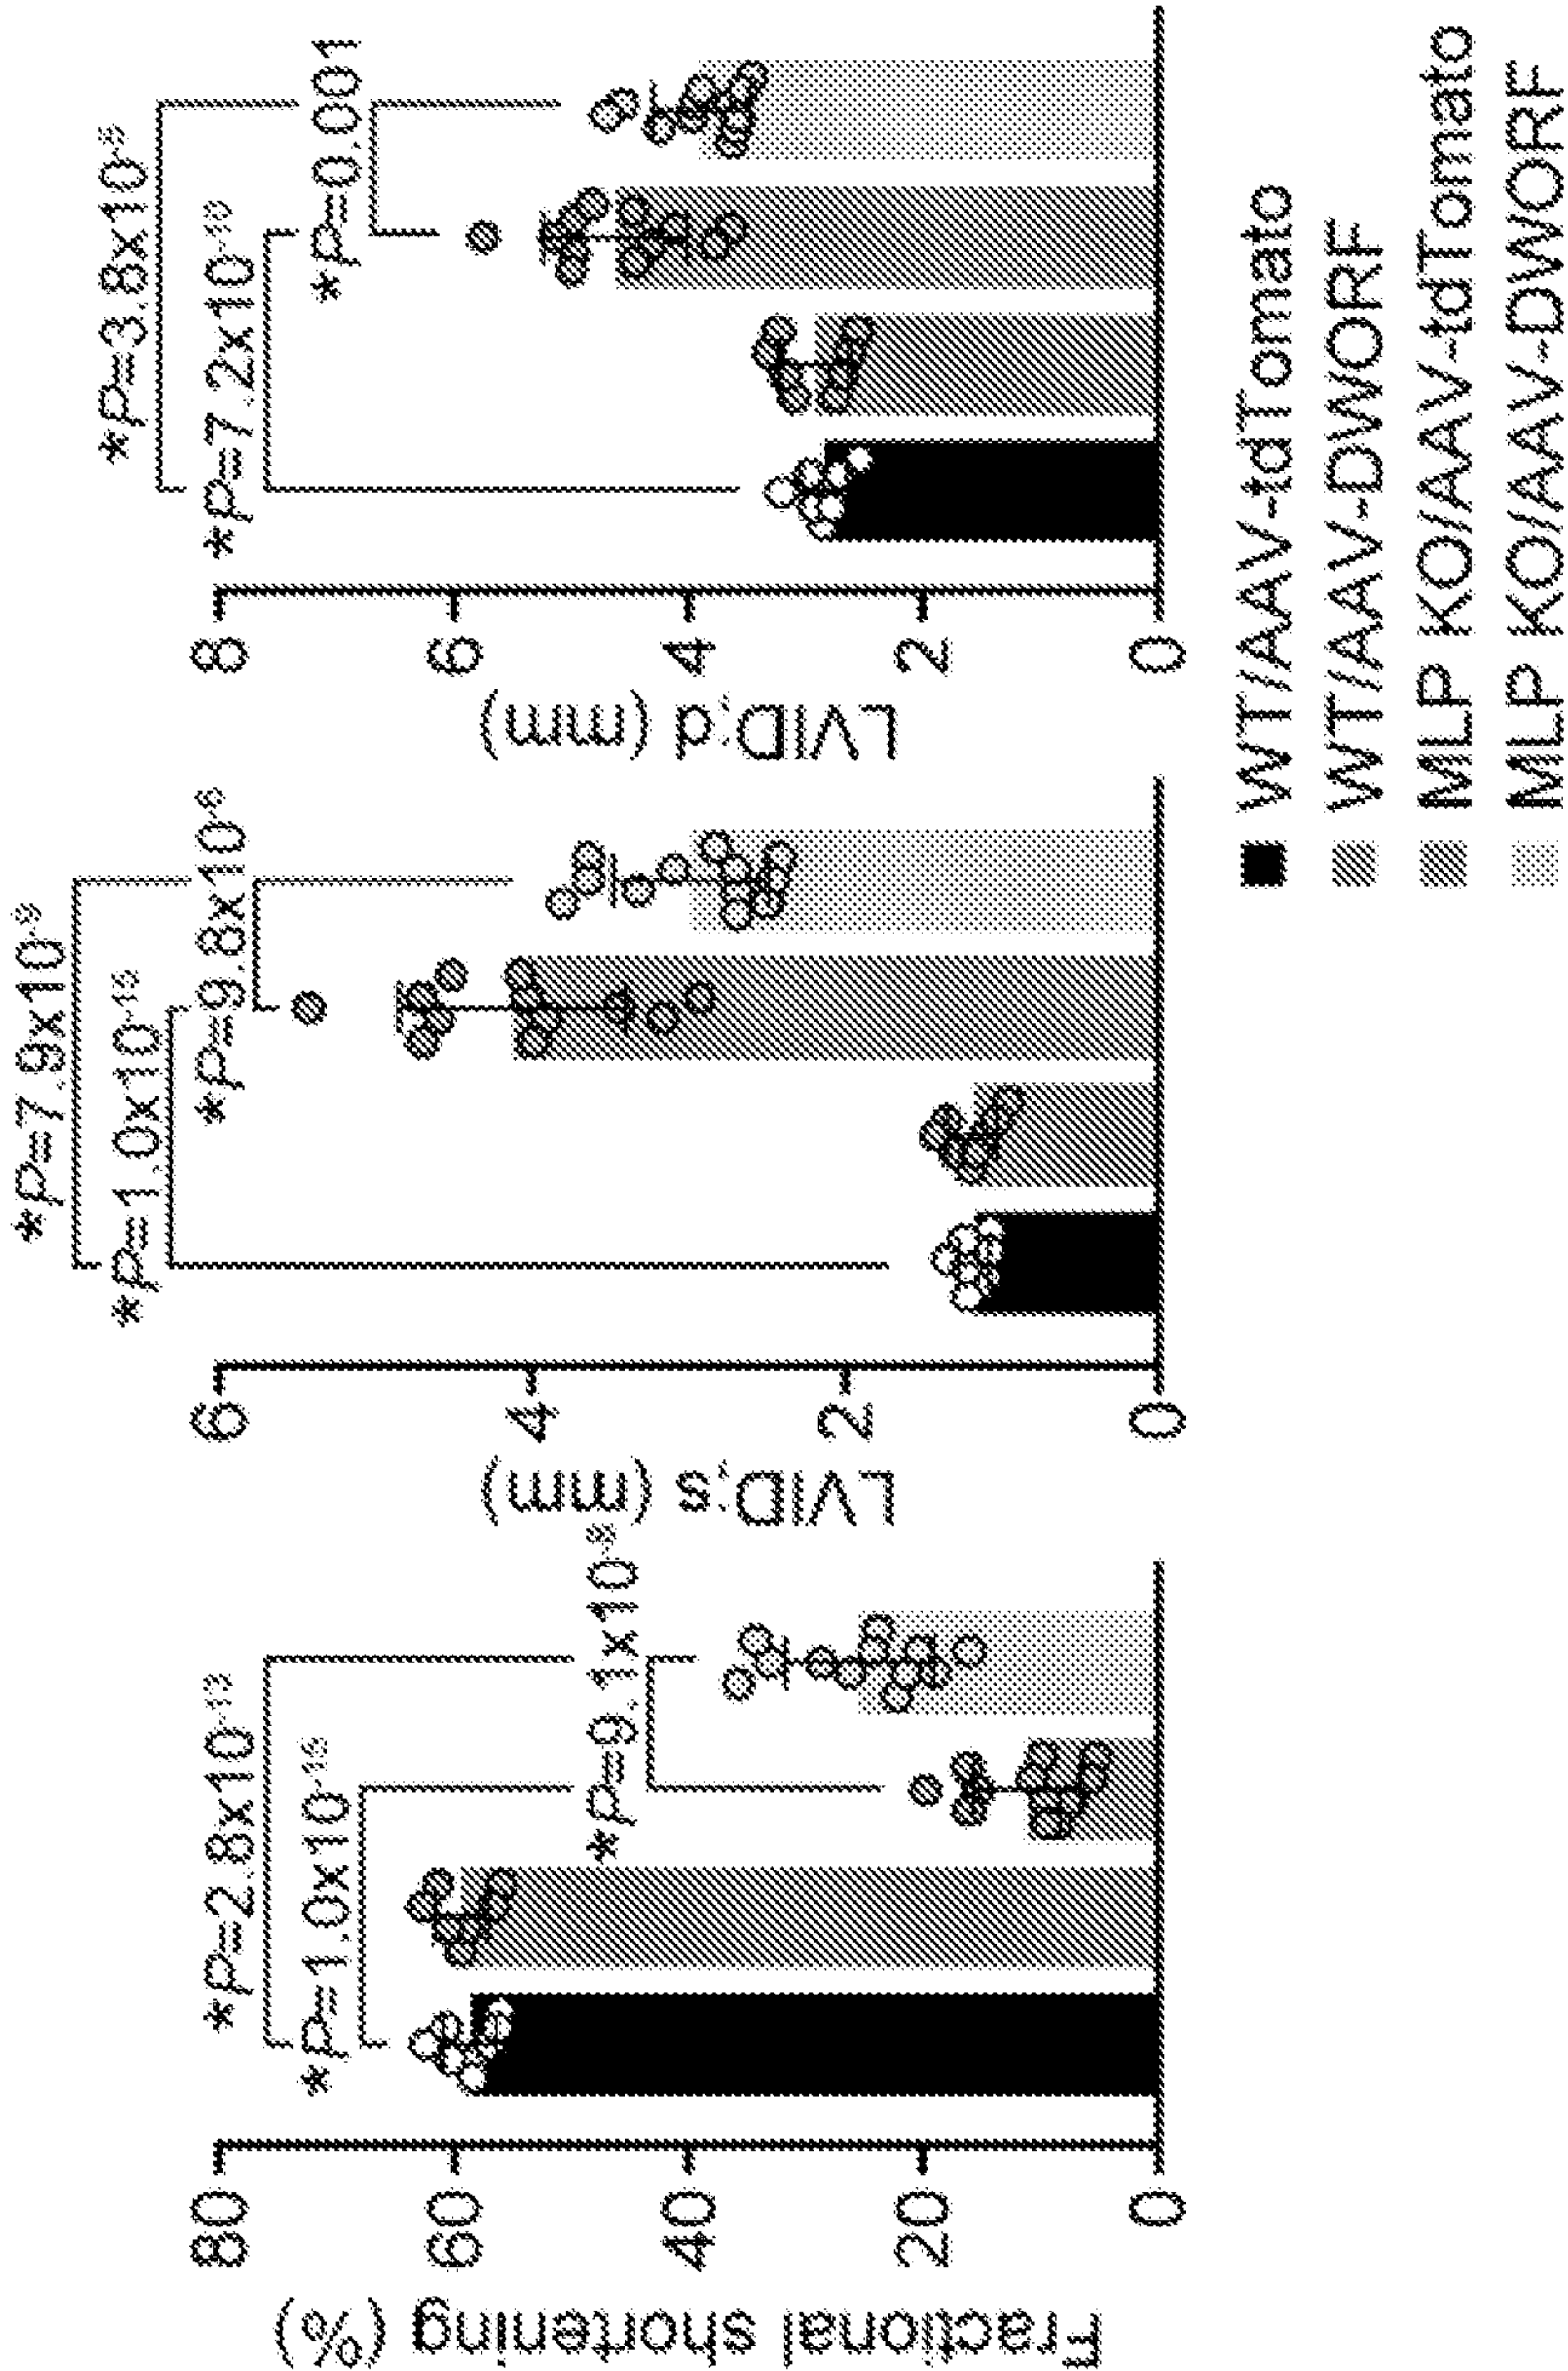 Fractional shortening (%)
80
60
40
20
0
*P=2.8x10-13
*P=1.0x10-15
*P=9.1x10-8
LVID;s (mm)
6
4
2
0
*P=7.9x10-9
*P=1.0x10-15
*P=9.8x10-6
LVID;d (mm)
8
6
4
2
0
*P=3.8x10-5
*P=7.2x10-10
*P=0.001
WT/AAV-tdTomato
WT/AAV-DWORF
MLP KO/AAV-tdTomato
MLP KO/AAV-DWORF